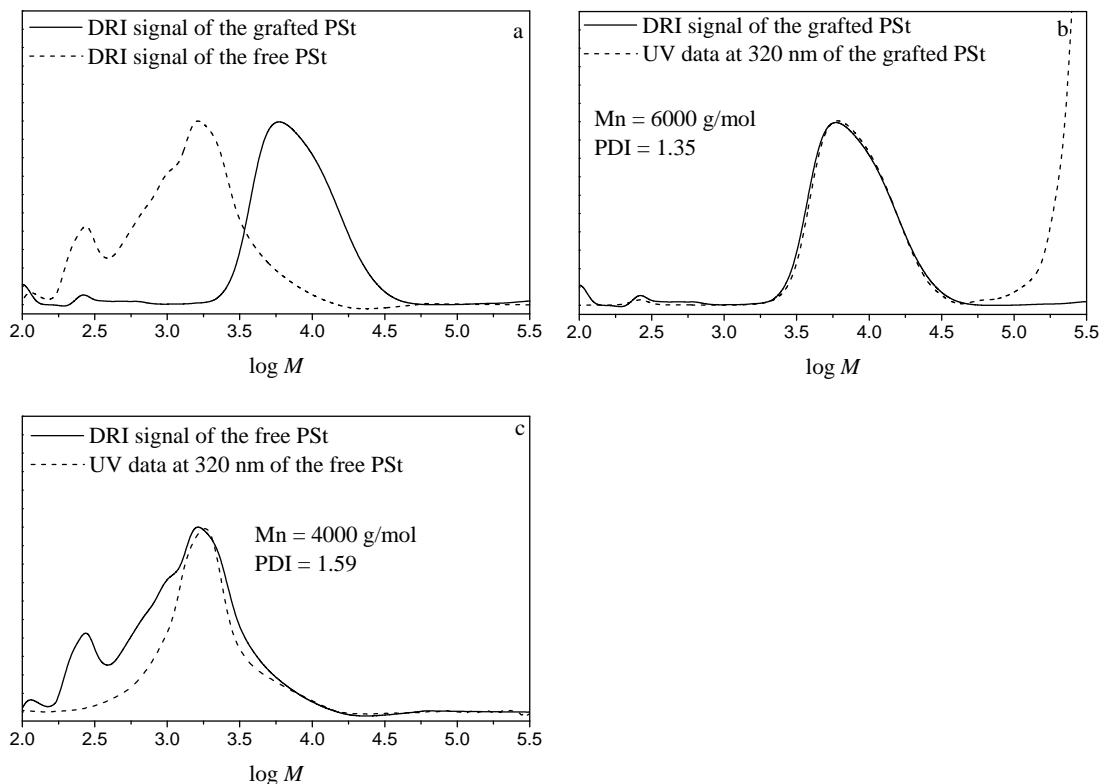 DRI signal of the grafted PSt
DRI signal of the free PSt
a
2.0 2.5 3.0 3.5 4.0 4.5 5.0 5.5
log M
DRI signal of the grafted PSt
UV data at 320 nm of the grafted PSt
b
Mn = 6000 g/mol
PDI = 1.35
2.0 2.5 3.0 3.5 4.0 4.5 5.0 5.5
log M
DRI signal of the free PSt
UV data at 320 nm of the free PSt
c
Mn = 4000 g/mol
PDI = 1.59
2.0 2.5 3.0 3.5 4.0 4.5 5.0 5.5
log M